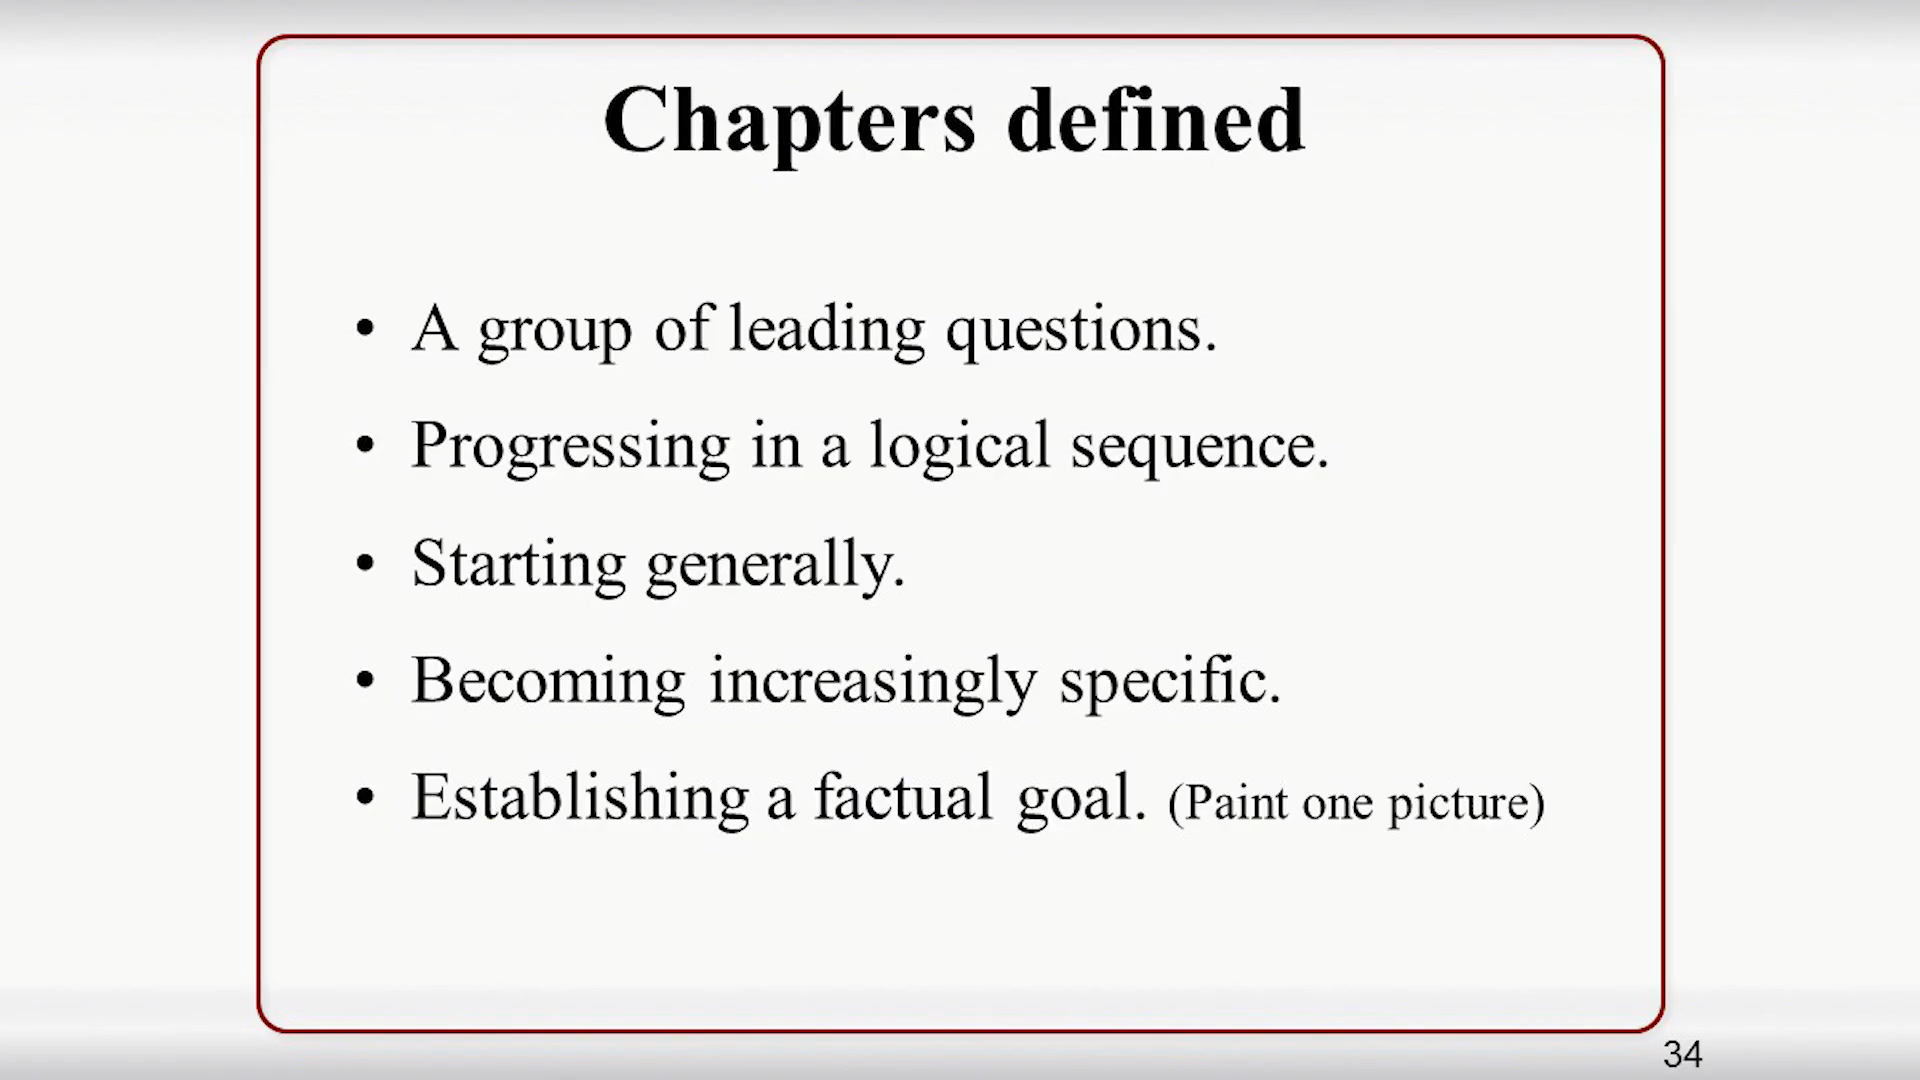 Chapters defined
• A group of leading questions.
• Progressing in a logical sequence.
• Starting generally.
• Becoming increasingly specific.
• Establishing a factual goal. (Paint one picture)
34